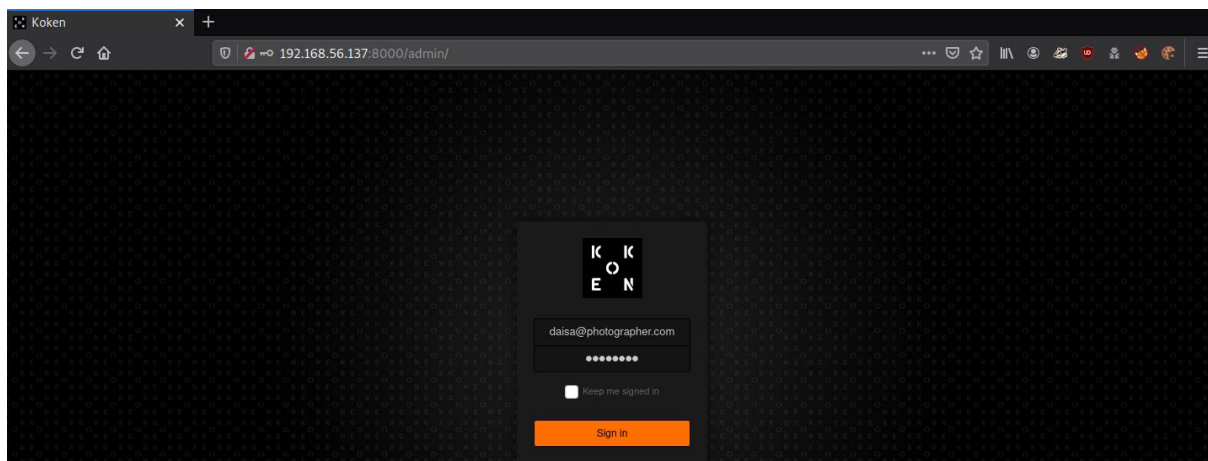 Koken
192.168.56.137:8000/admin/
K K
O
E N
daisa@photographer.com
●●●●●●●●
Keep me signed in
Sign in